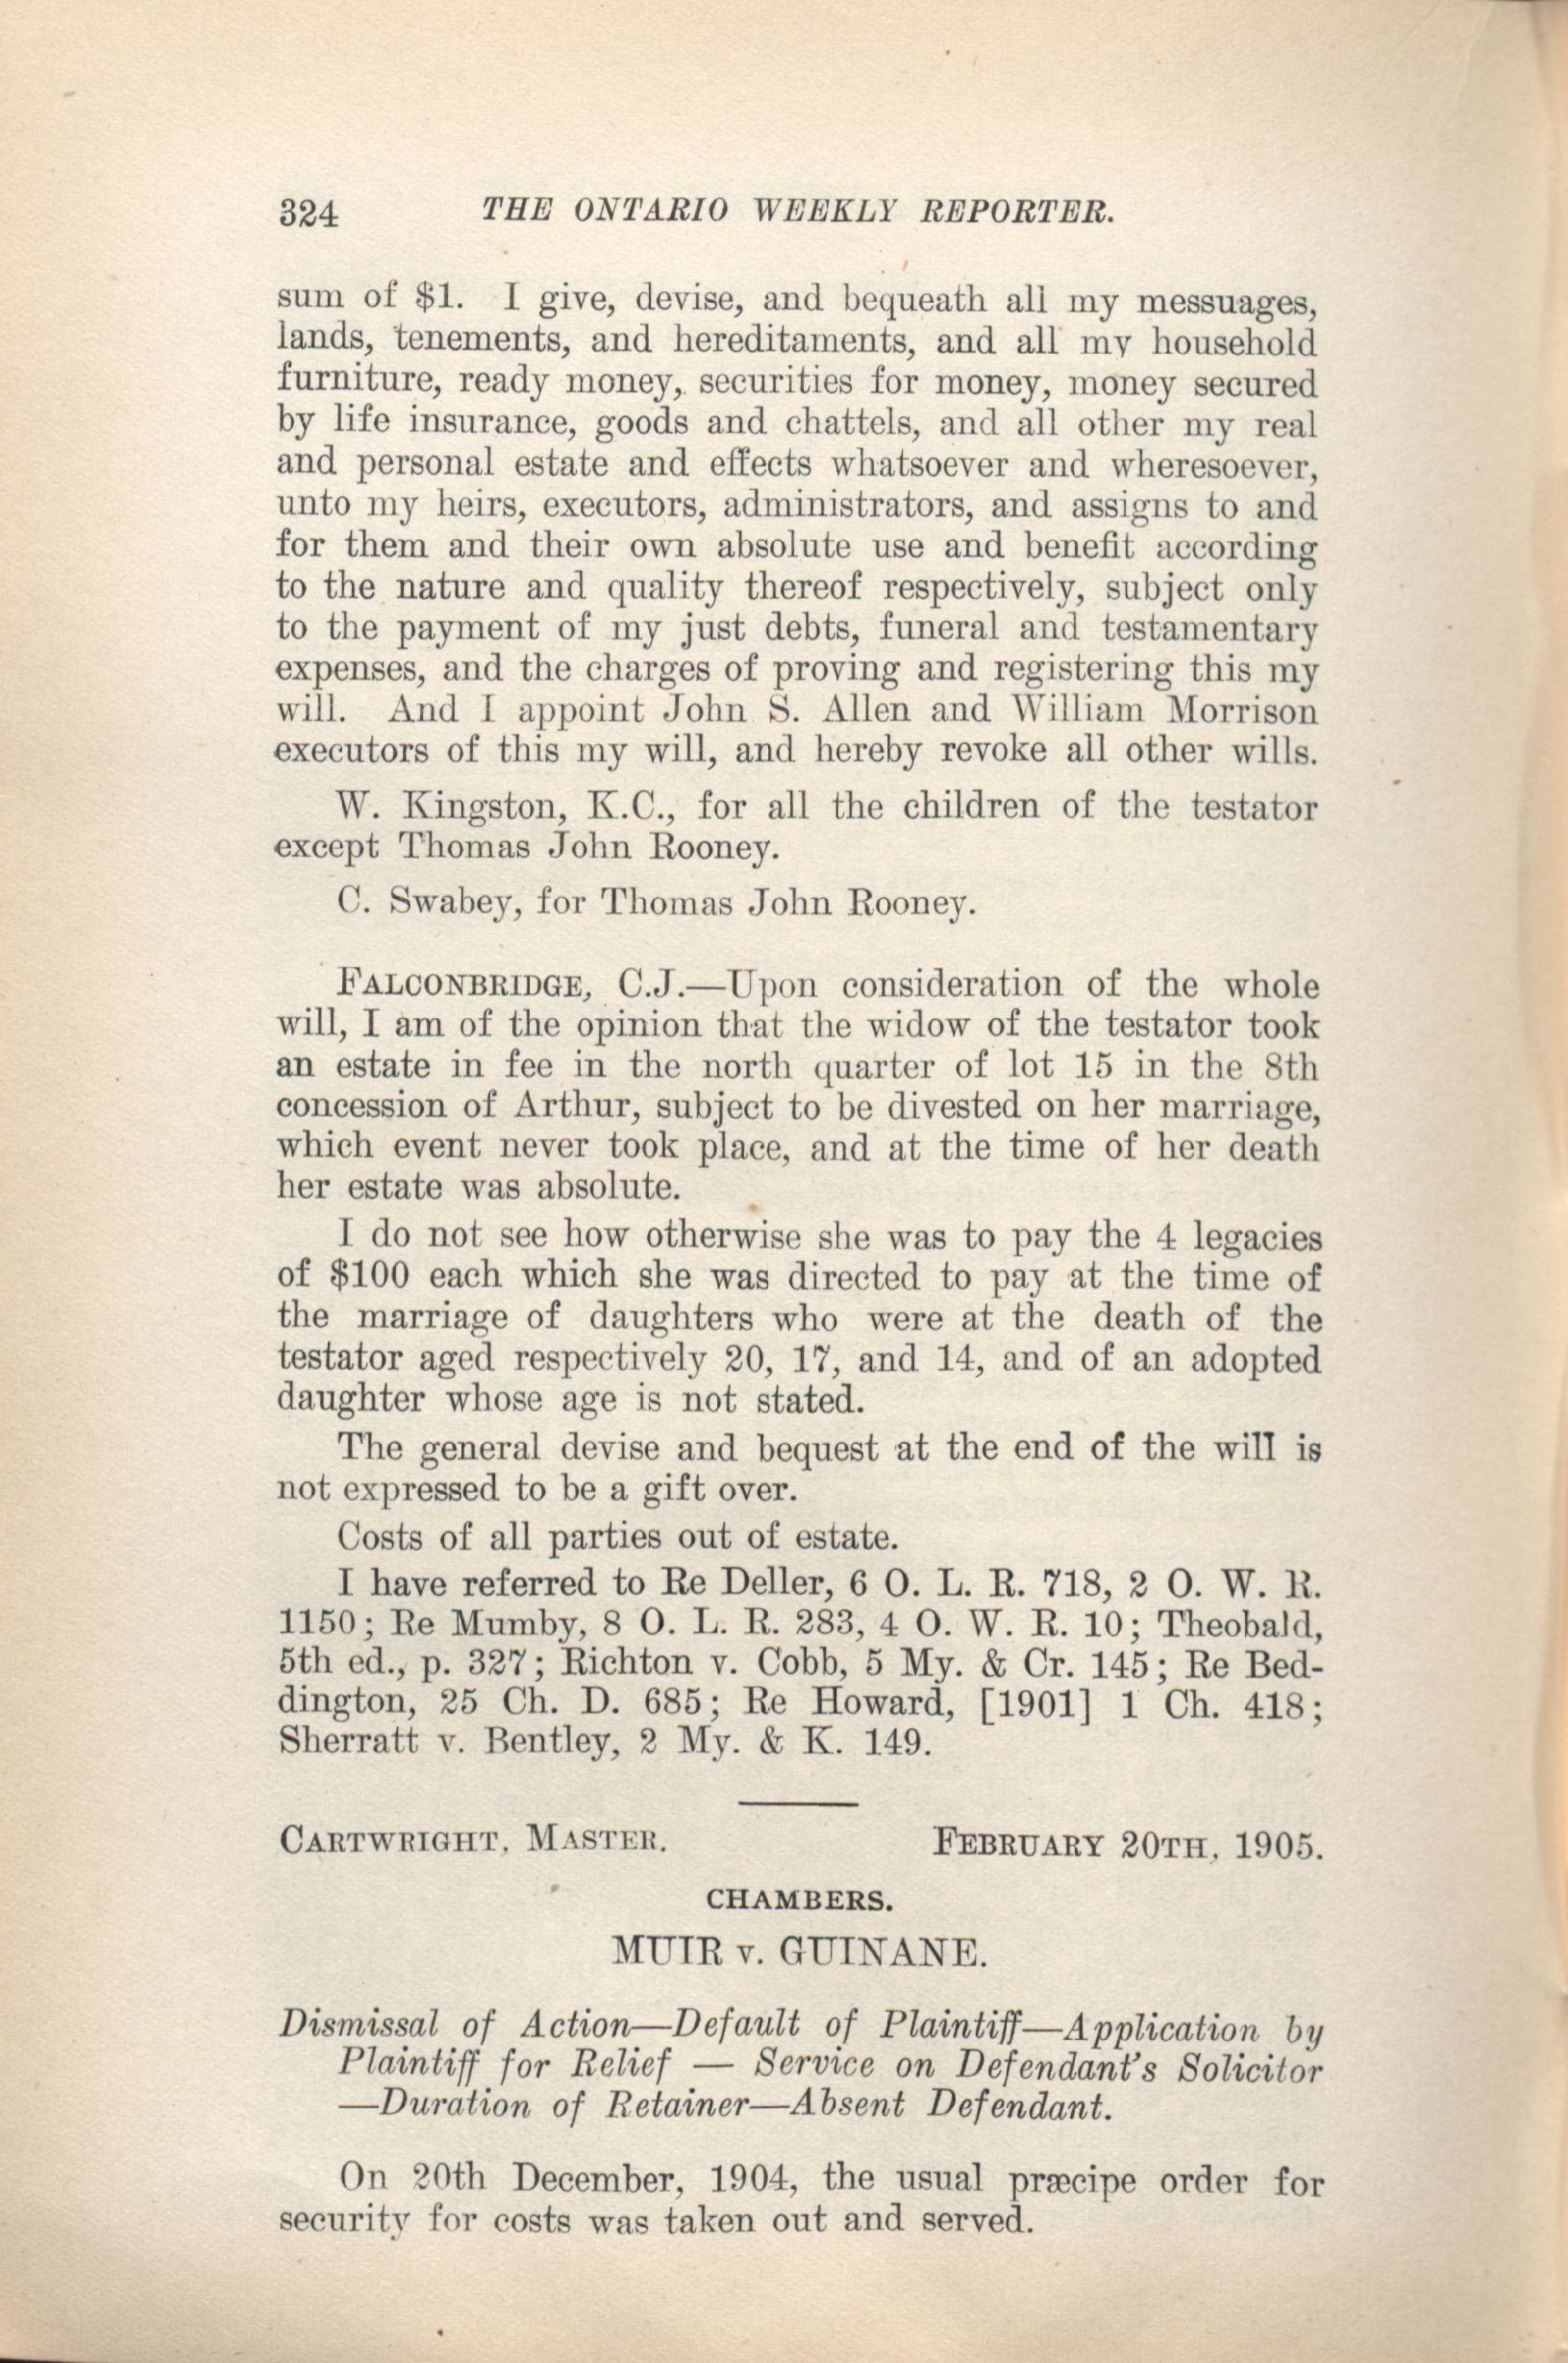 324 THE ONTARIO WEEKLY REPORTER.
sum of $1. I give, devise, and bequeath all my messuages,
lands, tenements, and hereditaments, and all my household
furniture, ready money, securities for money, money secured
by life insurance, goods and chattels, and all other my real
and personal estate and effects whatsoever and wheresoever,
unto my heirs, executors, administrators, and assigns to and
for them and their own absolute use and benefit according
to the nature and quality thereof respectively, subject only
to the payment of my just debts, funeral and testamentary
expenses, and the charges of proving and registering this my
will. And I appoint John S. Allen and William Morrison
executors of this my will, and hereby revoke all other wills.
W. Kingston, K.C., for all the children of the testator
except Thomas John Rooney.
C. Swabey, for Thomas John Rooney.
FALCONBRIDGE, C.J.—Upon consideration of the whole
will, I am of the opinion that the widow of the testator took
an estate in fee in the north quarter of lot 15 in the 8th
concession of Arthur, subject to be divested on her marriage,
which event never took place, and at the time of her death
her estate was absolute.
I do not see how otherwise she was to pay the 4 legacies
of $100 each which she was directed to pay at the time of
the marriage of daughters who were at the death of the
testator aged respectively 20, 17, and 14, and of an adopted
daughter whose age is not stated.
The general devise and bequest at the end of the will is
not expressed to be a gift over.
Costs of all parties out of estate.
I have referred to Re Deller, 6 O. L. R. 718, 2 O. W. R.
1150; Re Mumby, 8 O. L. R. 283, 4 O. W. R. 10; Theobald,
5th ed., p. 327; Richton v. Cobb, 5 My. & Cr. 145; Re Bed-
dington, 25 Ch. D. 685; Re Howard, [1901] 1 Ch. 418;
Sherratt v. Bentley, 2 My. & K. 149.
CARTWRIGHT, MASTER. FEBRUARY 20TH, 1905.
CHAMBERS.
MUIR v. GUINANE.
Dismissal of Action—Default of Plaintiff—Application by
Plaintiff for Relief — Service on Defendant's Solicitor
—Duration of Retainer—Absent Defendant.
On 20th December, 1904, the usual præcipe order for
security for costs was taken out and served.